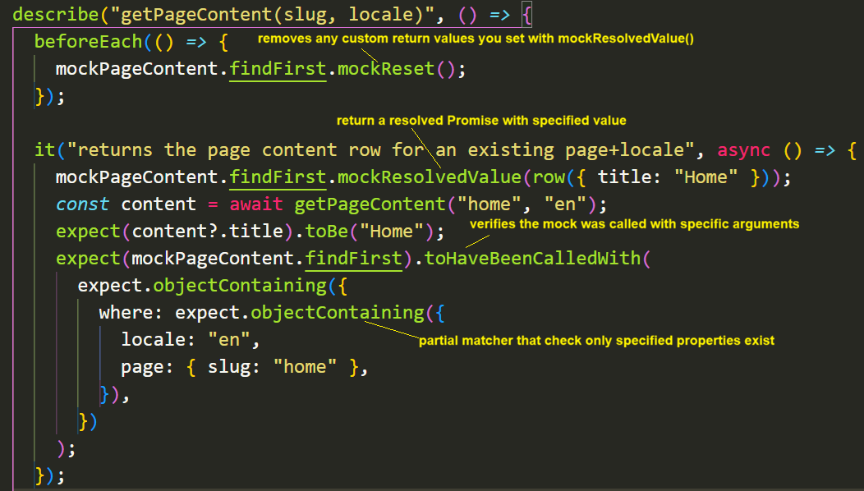 describe("getPageContent(slug, locale)", () => {
beforeEach(() => {
removes any custom return values you set with mockResolvedValue()
mockPageContent.findFirst.mockReset();
});
return a resolved Promise with specified value
it("returns the page content row for an existing page+locale", async () => {
mockPageContent.findFirst.mockResolvedValue(row({ title: "Home" }));
const content = await getPageContent("home", "en");
verifies the mock was called with specific arguments
expect(content?.title).toBe("Home");
expect(mockPageContent.findFirst).toHaveBeenCalledWith(
expect.objectContaining({
where: expect.objectContaining({
locale: "en",
partial matcher that check only specified properties exist
page: { slug: "home" },
}),
})
);
});